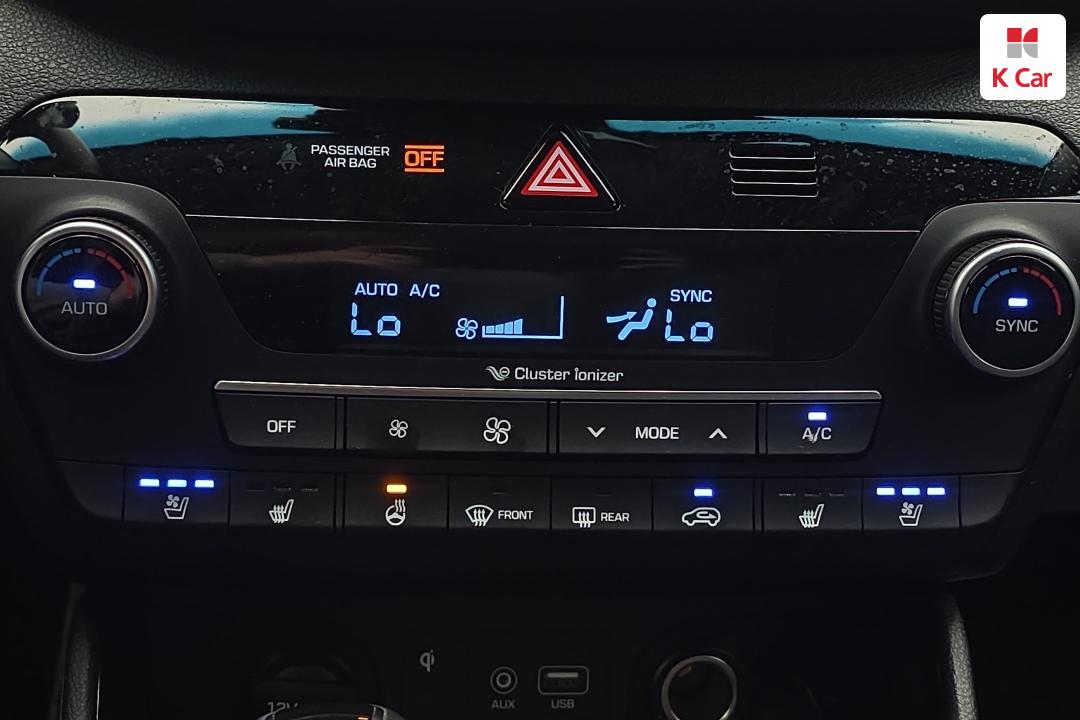 K Car
PASSENGER
AIR BAG
OFF
AUTO A/C
SYNC
Lo
Lo
AUTO
SYNC
Cluster ionizer
OFF
MODE
A/C
FRONT
REAR
AUX
USB
12V